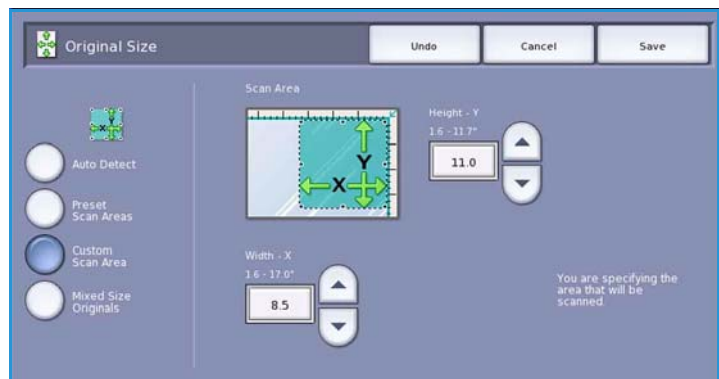 Original Size
Undo
Cancel
Save
Scan Area
Height - Y
1.6 - 11.7"
11.0
Y
X
Auto Detect
Preset
Scan Areas
Custom
Scan Area
Mixed Size
Originals
Width - X
1.6 - 17.0"
8.5
You are specifying the
area that will be
scanned.